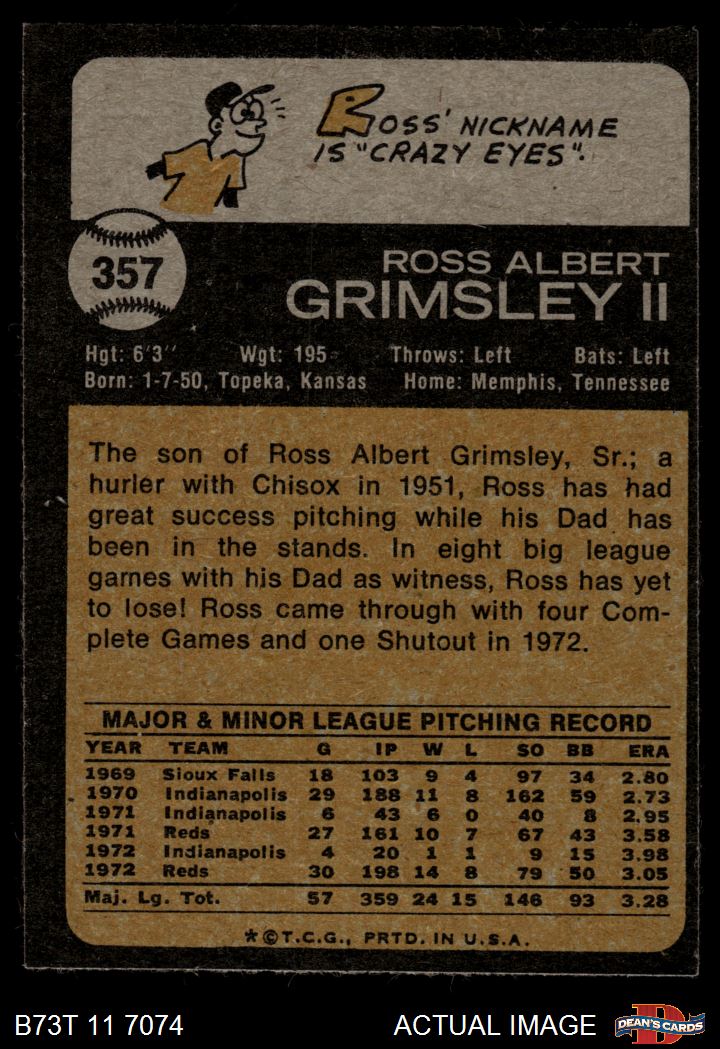 ROSS' NICKNAME
IS "CRAZY EYES".
357
ROSS ALBERT
GRIMSLEY II
Hgt: 6'3'' Wgt: 195 Throws: Left Bats: Left
Born: 1-7-50, Topeka, Kansas Home: Memphis, Tennessee
The son of Ross Albert Grimsley, Sr.; a
hurler with Chisox in 1951, Ross has had
great success pitching while his Dad has
been in the stands. In eight big league
games with his Dad as witness, Ross has yet
to lose! Ross came through with four Com-
plete Games and one Shutout in 1972.
MAJOR & MINOR LEAGUE PITCHING RECORD
YEAR TEAM G IP W L SO BB ERA
1969 Sioux Falls 18 103 9 4 97 34 2.80
1970 Indianapolis 29 188 11 8 162 59 2.73
1971 Indianapolis 6 43 6 0 40 8 2.95
1971 Reds 27 161 10 7 67 43 3.58
1972 Indianapolis 4 20 1 1 9 15 3.98
1972 Reds 30 198 14 8 79 50 3.05
Maj. Lg. Tot. 57 359 24 15 146 93 3.28
*©T.C.G., PRTD. IN U.S.A.
B73T 11 7074 ACTUAL IMAGE D DEAN'S CARDS